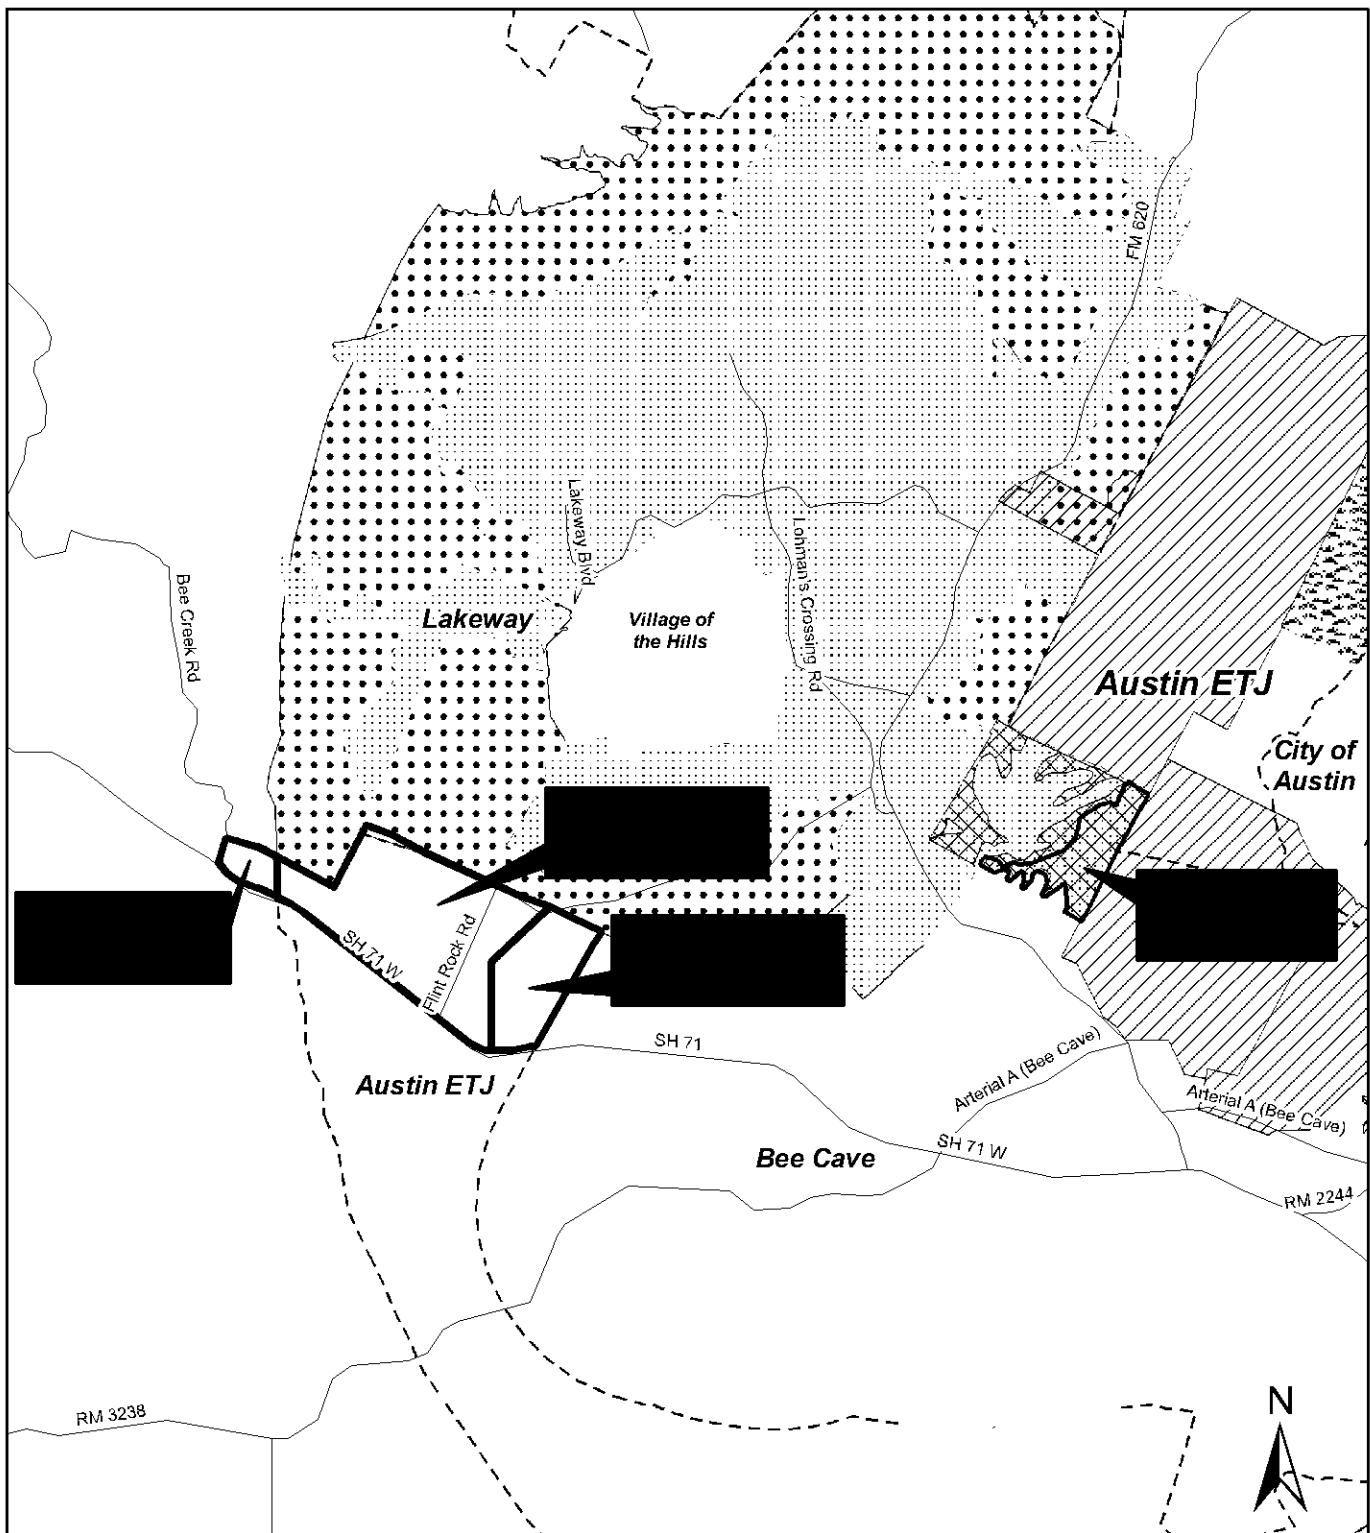 FM 620
Lakeway Blvd
Lohman's Crossing Rd
Bee Creek Rd
Lakeway
Village of
the Hills
Austin ETJ
City of
Austin
SH 71 W
Flint Rock Rd
SH 71
Austin ETJ
Arterial A (Bee Cave)
Arterial A (Bee Cave)
Bee Cave
SH 71 W
RM 2244
RM 3238
N